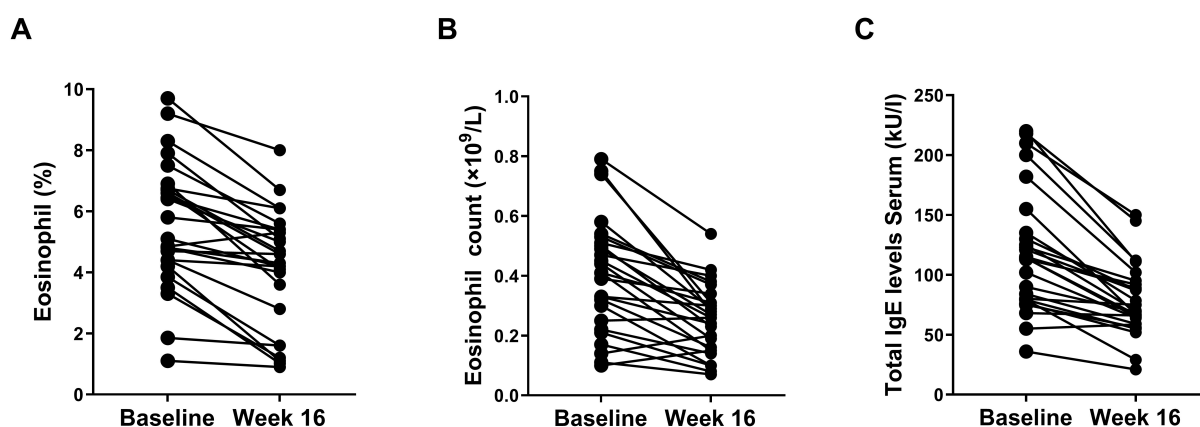 A
B
C
Eosinophil (%)
10
8
6
4
2
0
Baseline Week 16
Eosinophil count (×10⁹/L)
1.0
0.8
0.6
0.4
0.2
0.0
Baseline Week 16
Total IgE levels Serum (kU/l)
250
200
150
100
50
0
Baseline Week 16